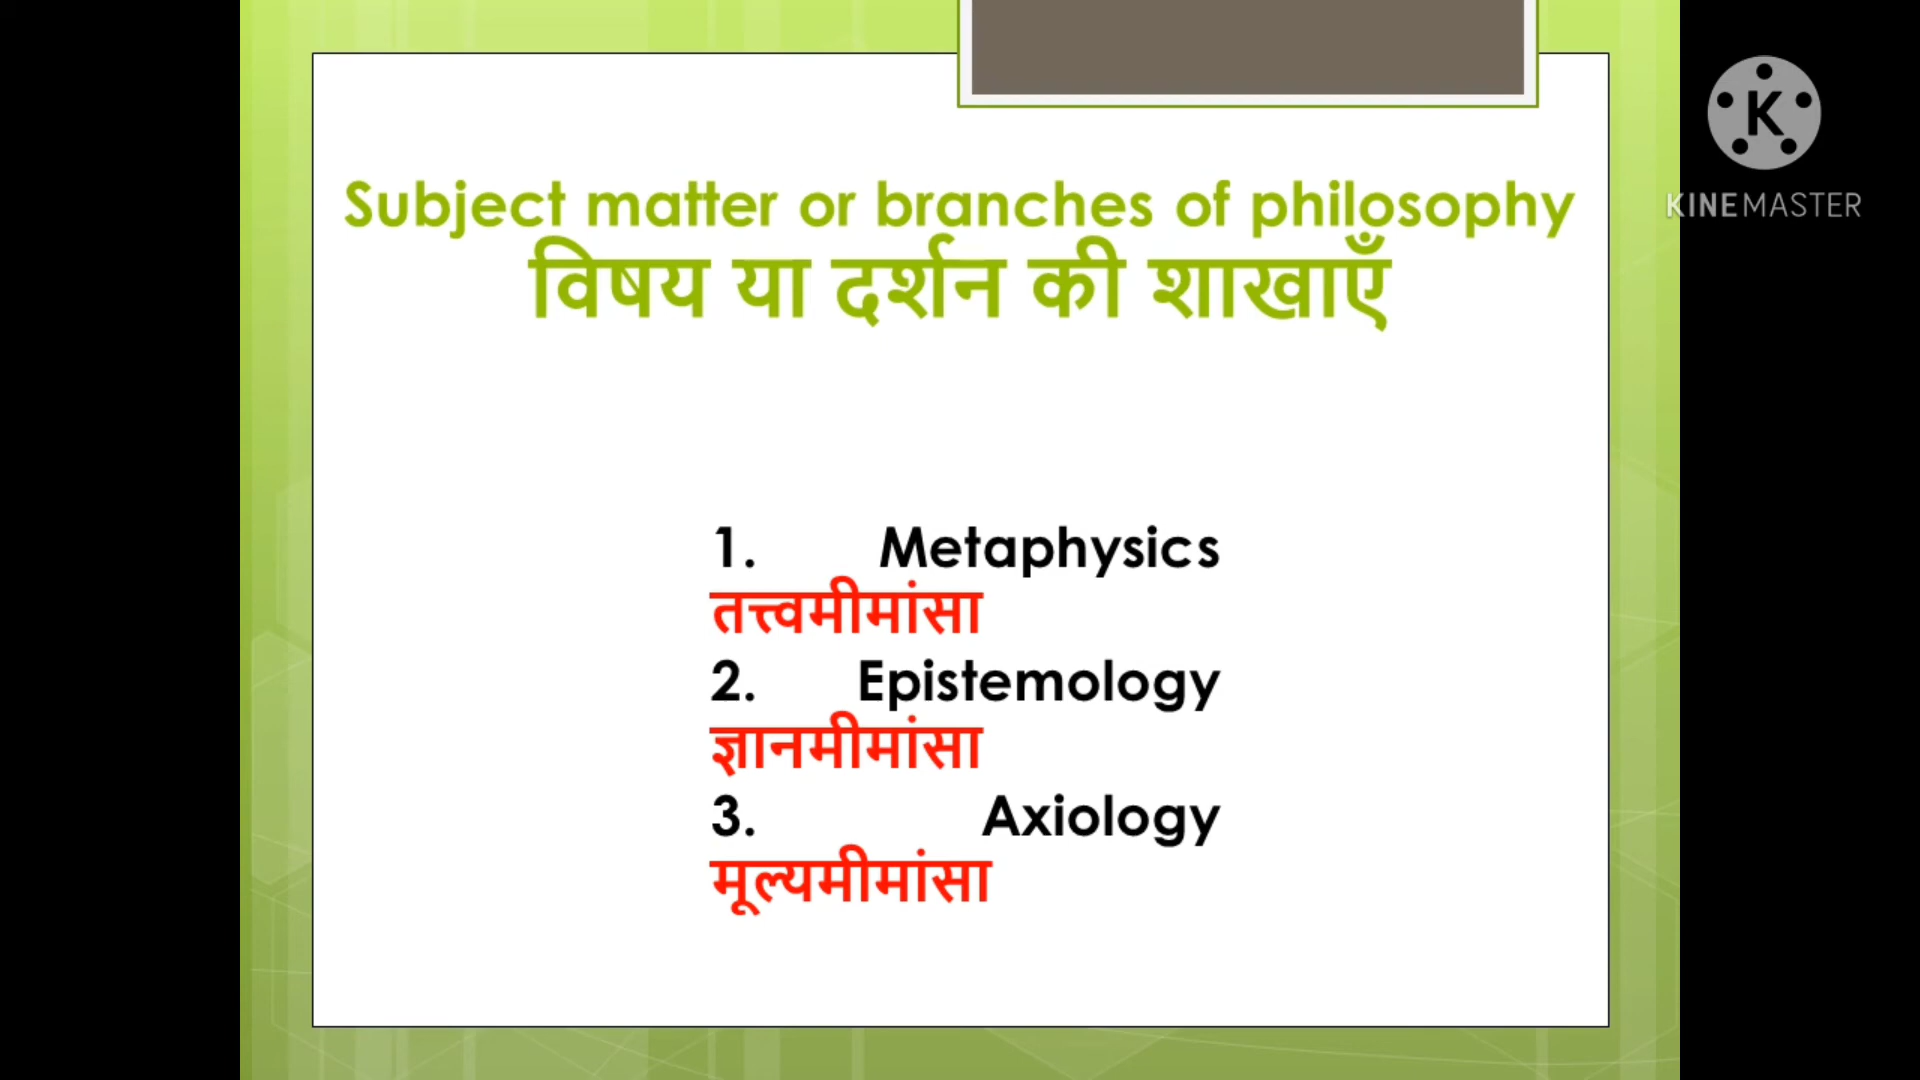 Subject matter or branches of philosophy
विषय या दर्शन की शाखाएँ
1. Metaphysics
तत्त्वमीमांसा
2. Epistemology
ज्ञानमीमांसा
3. Axiology
मूल्यमीमांसा
K
KINEMASTER